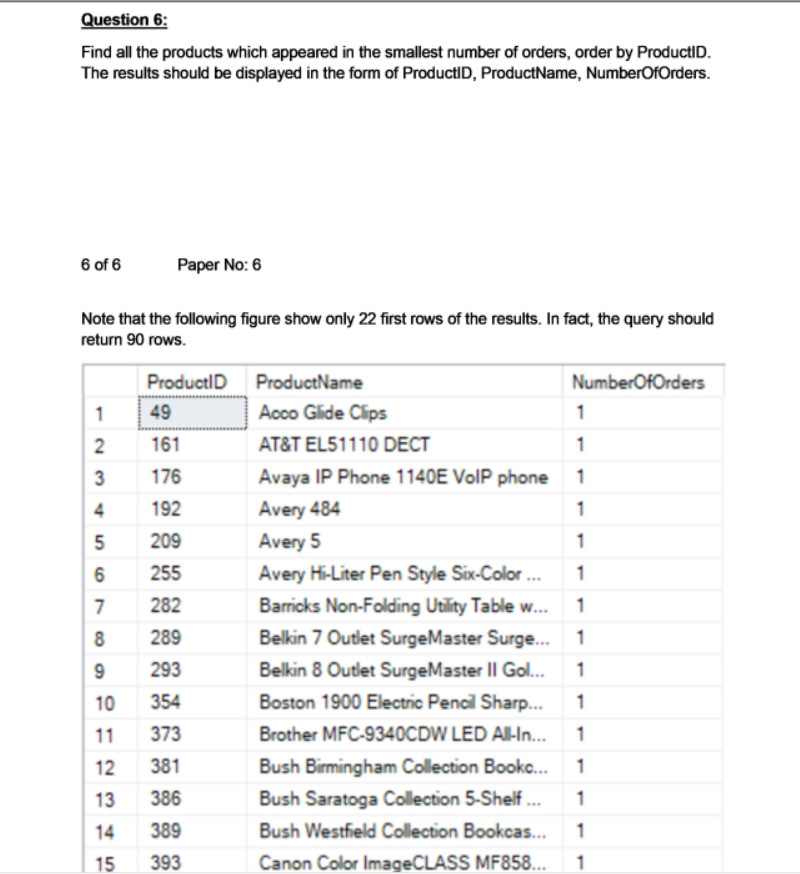 Question 6:
Find all the products which appeared in the smallest number of orders, order by ProductID.
The results should be displayed in the form of ProductID, ProductName, NumberOfOrders.
6 of 6 Paper No: 6
Note that the following figure show only 22 first rows of the results. In fact, the query should
return 90 rows.
ProductID ProductName NumberOfOrders
1 49 Acco Glide Clips 1
2 161 AT&T EL51110 DECT 1
3 176 Avaya IP Phone 1140E VoIP phone 1
4 192 Avery 484 1
5 209 Avery 5 1
6 255 Avery Hi-Liter Pen Style Six-Color ... 1
7 282 Barricks Non-Folding Utility Table w... 1
8 289 Belkin 7 Outlet SurgeMaster Surge... 1
9 293 Belkin 8 Outlet SurgeMaster II Gol... 1
10 354 Boston 1900 Electric Pencil Sharp... 1
11 373 Brother MFC-9340CDW LED All-In... 1
12 381 Bush Birmingham Collection Bookc... 1
13 386 Bush Saratoga Collection 5-Shelf ... 1
14 389 Bush Westfield Collection Bookcas... 1
15 393 Canon Color ImageCLASS MF858... 1